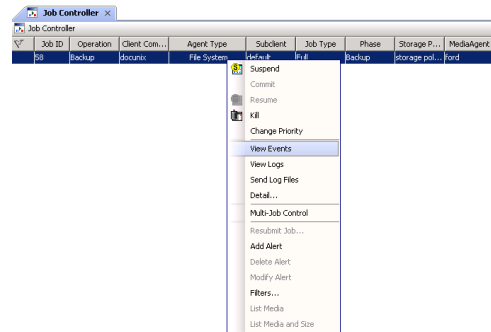 Job Controller ×
Job Controller
Job ID Operation Client Com... Agent Type Subclient Job Type Phase Storage P... MediaAgent
58 Backup docunix File System default Full Backup storage pol... ford
Suspend
Commit
Resume
Kill
Change Priority
View Events
View Logs
Send Log Files
Detail...
Multi-Job Control
Resubmit Job...
Add Alert
Delete Alert
Modify Alert
Filters...
List Media
List Media and Size